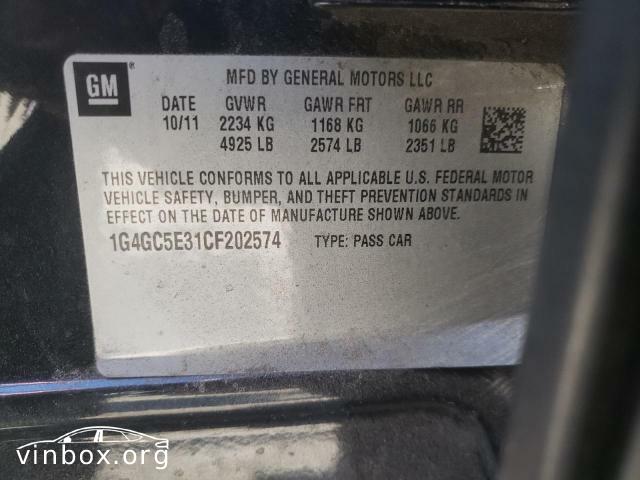 GM ®
MFD BY GENERAL MOTORS LLC
DATE GVWR GAWR FRT GAWR RR
10/11 2234 KG 1168 KG 1066 KG
4925 LB 2574 LB 2351 LB
THIS VEHICLE CONFORMS TO ALL APPLICABLE U.S. FEDERAL MOTOR
VEHICLE SAFETY, BUMPER, AND THEFT PREVENTION STANDARDS IN
EFFECT ON THE DATE OF MANUFACTURE SHOWN ABOVE.
1G4GC5E31CF202574 TYPE: PASS CAR
vinbox.org